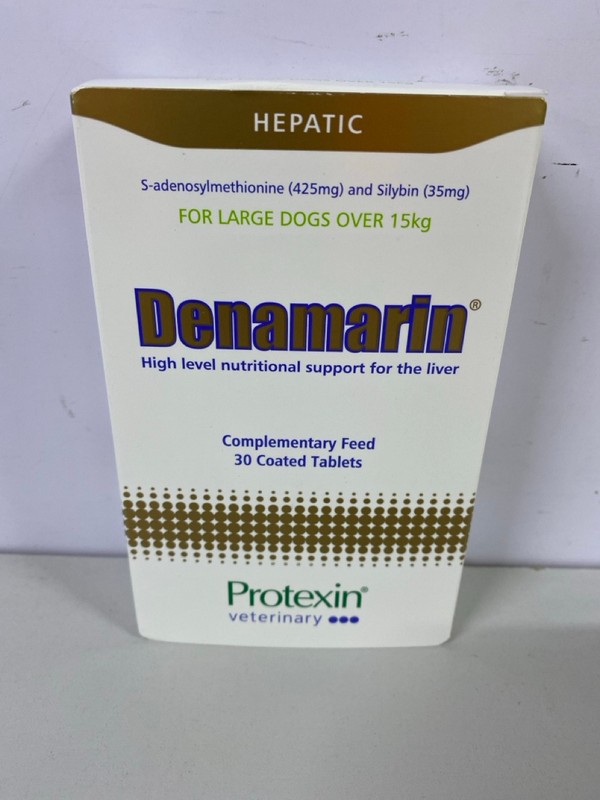 HEPATIC
S-adenosylmethionine (425mg) and Silybin (35mg)
FOR LARGE DOGS OVER 15kg
Denamarin®
High level nutritional support for the liver
Complementary Feed
30 Coated Tablets
Protexin®
veterinary